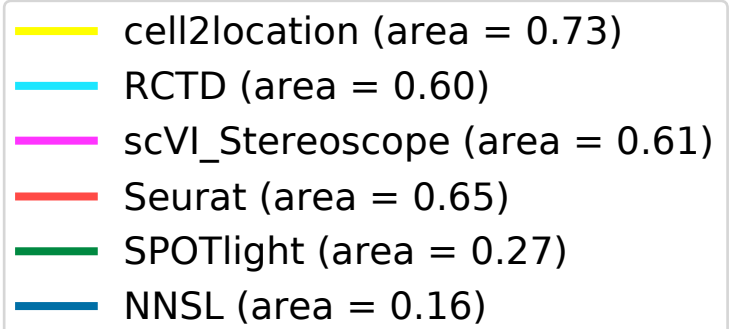 cell2location (area = 0.73)
RCTD (area = 0.60)
scVI_Stereoscope (area = 0.61)
Seurat (area = 0.65)
SPOTlight (area = 0.27)
NNSL (area = 0.16)